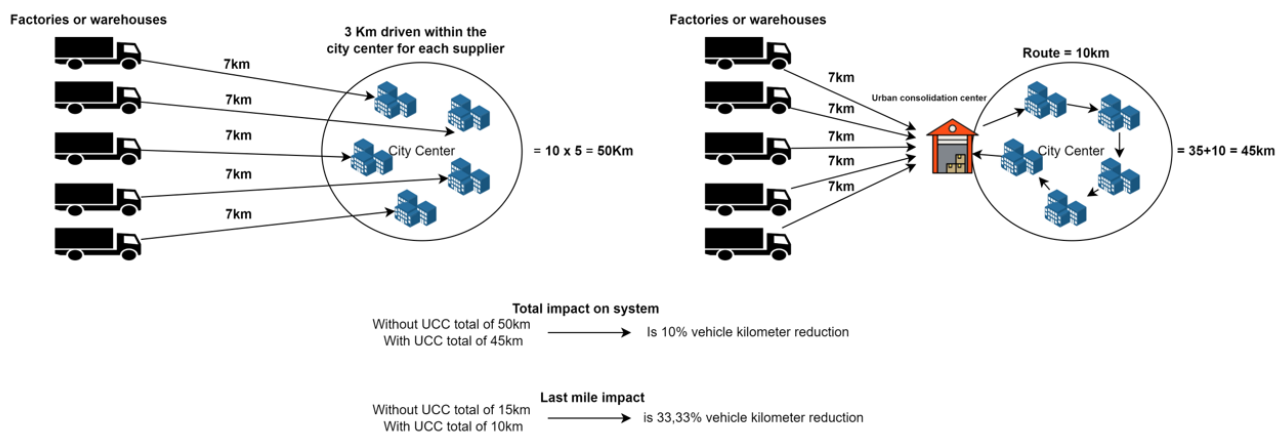 Factories or warehouses
3 Km driven within the
city center for each supplier
7km
7km
7km
7km
7km
City Center
= 10 x 5 = 50Km
Factories or warehouses
Route = 10km
7km
7km
7km
7km
7km
Urban consolidation center
City Center
= 35+10 = 45km
Total impact on system
Without UCC total of 50km
With UCC total of 45km
Is 10% vehicle kilometer reduction
Last mile impact
Without UCC total of 15km
With UCC total of 10km
is 33,33% vehicle kilometer reduction